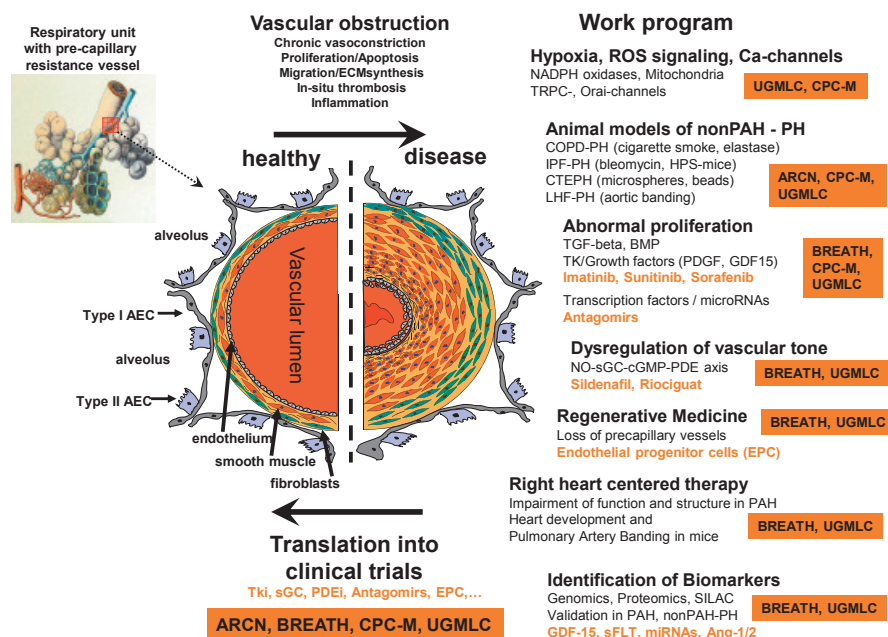 Respiratory unit
with pre-capillary
resistance vessel
Vascular obstruction
Chronic vasoconstriction
Proliferation/Apoptosis
Migration/ECMsynthesis
In-situ thrombosis
Inflammation
healthy
disease
alveolus
Type I AEC
alveolus
Type II AEC
Vascular lumen
endothelium
smooth muscle
fibroblasts
Translation into
clinical trials
Tki, sGC, PDEi, Antagomirs, EPC,...
ARCN, BREATH, CPC-M, UGMLC
Work program
Hypoxia, ROS signaling, Ca-channels
NADPH oxidases, Mitochondria
TRPC-, Orai-channels
UGMLC, CPC-M
Animal models of nonPAH - PH
COPD-PH (cigarette smoke, elastase)
IPF-PH (bleomycin, HPS-mice)
CTEPH (microspheres, beads)
LHF-PH (aortic banding)
ARCN, CPC-M,
UGMLC
Abnormal proliferation
TGF-beta, BMP
TK/Growth factors (PDGF, GDF15)
Imatinib, Sunitinib, Sorafenib
Transcription factors / microRNAs
Antagomirs
BREATH,
CPC-M,
UGMLC
Dysregulation of vascular tone
NO-sGC-cGMP-PDE axis
Sildenafil, Riociguat
BREATH, UGMLC
Regenerative Medicine
Loss of precapillary vessels
Endothelial progenitor cells (EPC)
BREATH, UGMLC
Right heart centered therapy
Impairment of function and structure in PAH
Heart development and
Pulmonary Artery Banding in mice
BREATH, UGMLC
Identification of Biomarkers
Genomics, Proteomics, SILAC
Validation in PAH, nonPAH-PH
GDF-15, sFLT, miRNAs, Ang-1/2
BREATH, UGMLC